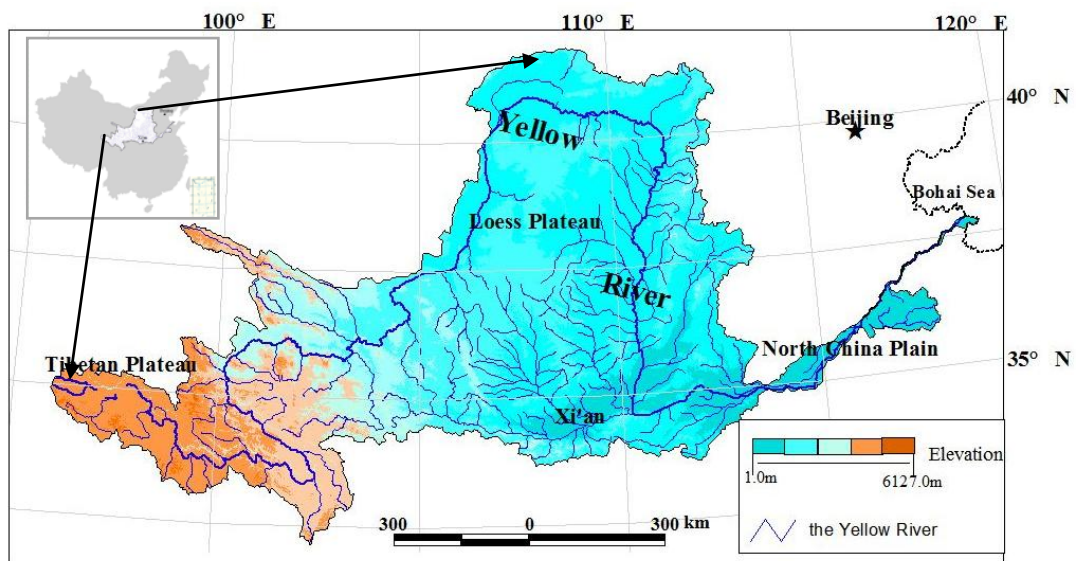 100° E
110° E
120° E
40° N
Beijing
Yellow
Bohai Sea
Loess Plateau
River
North China Plain
Tibetan Plateau
35° N
Xi'an
Elevation
1.0m
6127.0m
300
0
300 km
the Yellow River